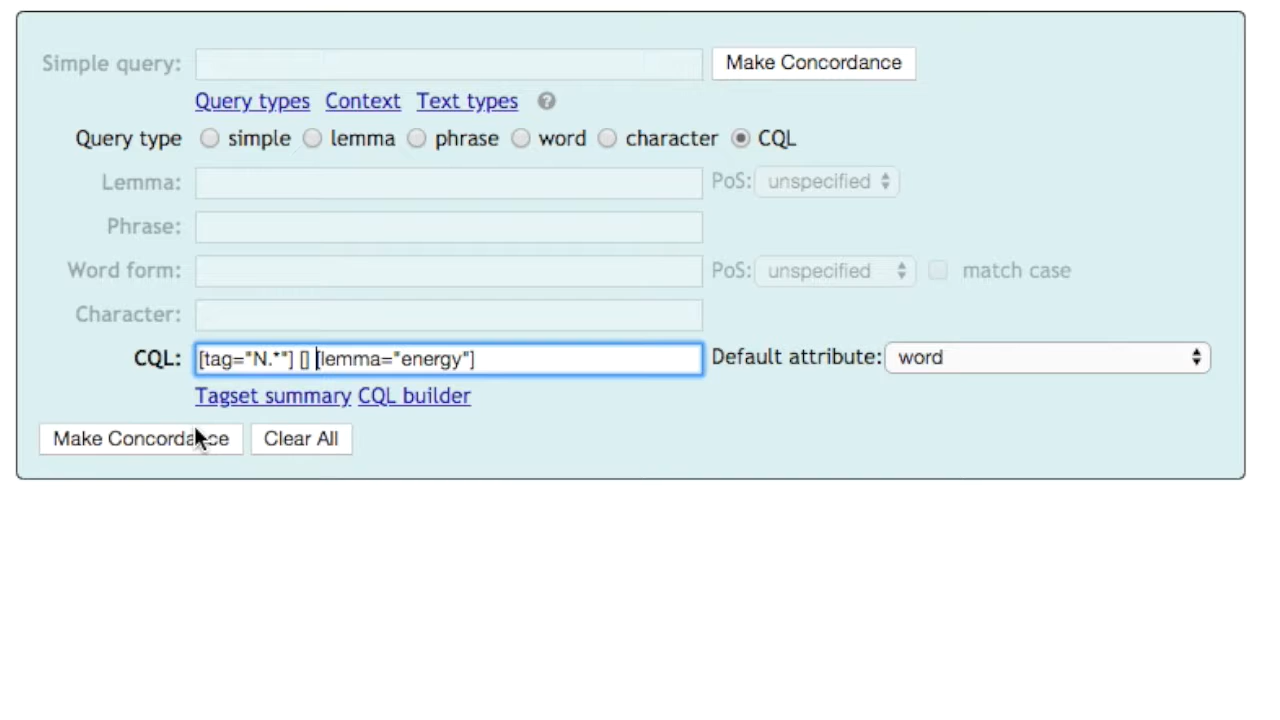 Simple query: Make Concordance
Query types Context Text types ?
Query type simple lemma phrase word character CQL
Lemma: PoS: unspecified
Phrase:
Word form: PoS: unspecified match case
Character:
CQL: [tag="N.*"] [] [lemma="energy"] Default attribute: word
Tagset summary CQL builder
Make Concordance Clear All